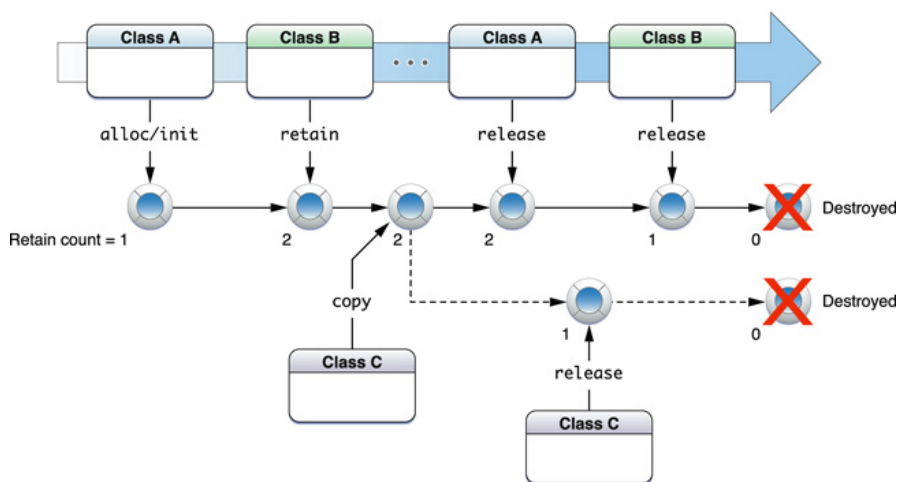 Class A
Class B
Class A
Class B
alloc/init
retain
release
release
Destroyed
Retain count = 1
2
2
2
1
0
copy
Destroyed
1
0
Class C
release
Class C